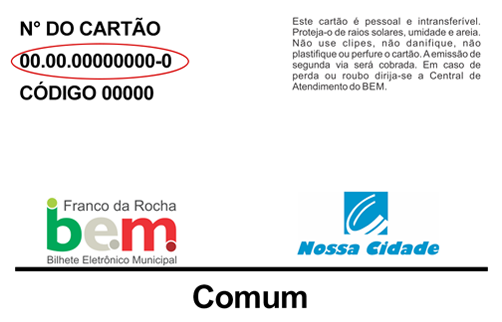 N° DO CARTÃO
00.00.00000000-0
CÓDIGO 00000
Este cartão é pessoal e intransferível.
Proteja-o de raios solares, umidade e areia.
Não use clipes, não danifique, não
plastifique ou perfure o cartão. A emissão de
segunda via será cobrada. Em caso de
perda ou roubo dirija-se a Central de
Atendimento do BEM.
Franco da Rocha
b.e.m.
Bilhete Eletrônico Municipal
Nossa Cidade
Comum